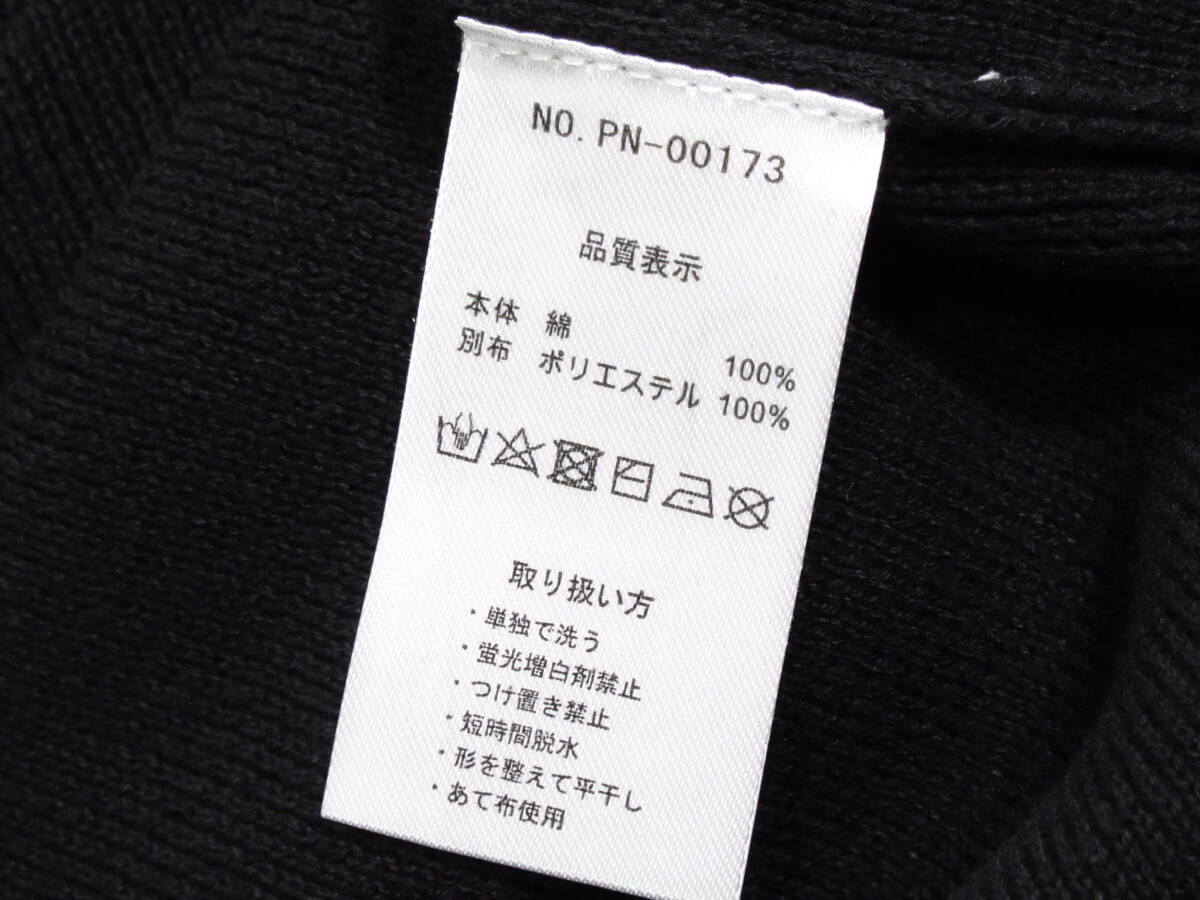 NO. PN-00173
品質表示
本体 綿 100%
別布 ポリエステル 100%
取り扱い方
・単独で洗う
・蛍光増白剤禁止
・つけ置き禁止
・短時間脱水
・形を整えて平干し
・あて布使用